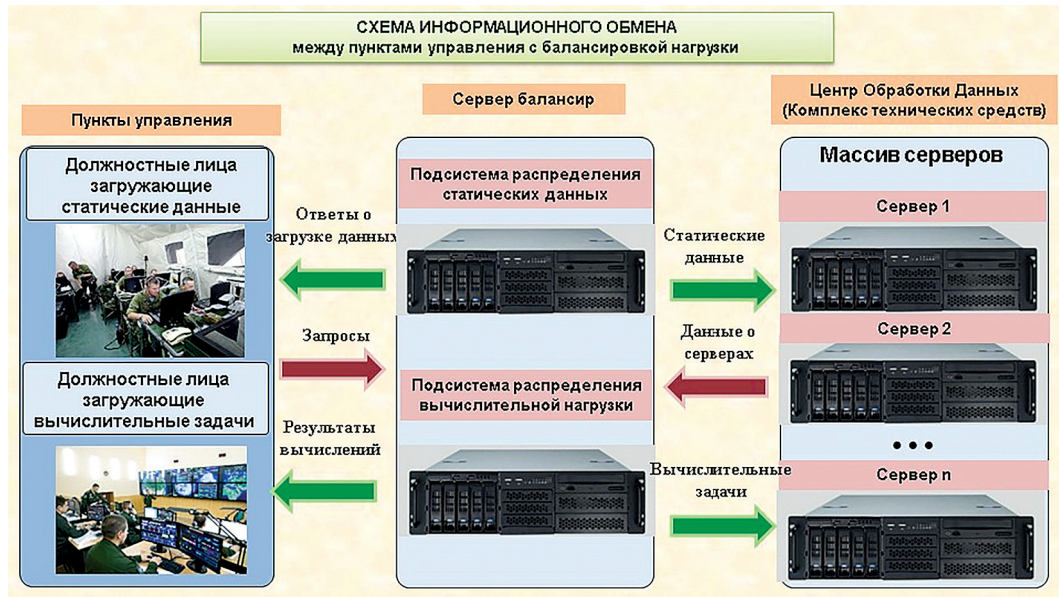 СХЕМА ИНФОРМАЦИОННОГО ОБМЕНА
между пунктами управления с балансировкой нагрузки
Пункты управления
Должностные лица
загружающие
статические данные
Должностные лица
загружающие
вычислительные задачи
Ответы о
загрузке данных
Запросы
Результаты
вычислений
Сервер балансир
Подсистема распределения
статических данных
Подсистема распределения
вычислительной нагрузки
Статические
данные
Данные о
серверах
Вычислительные
задачи
Центр Обработки Данных
(Комплекс технических средств)
Массив серверов
Сервер 1
Сервер 2
•••
Сервер n